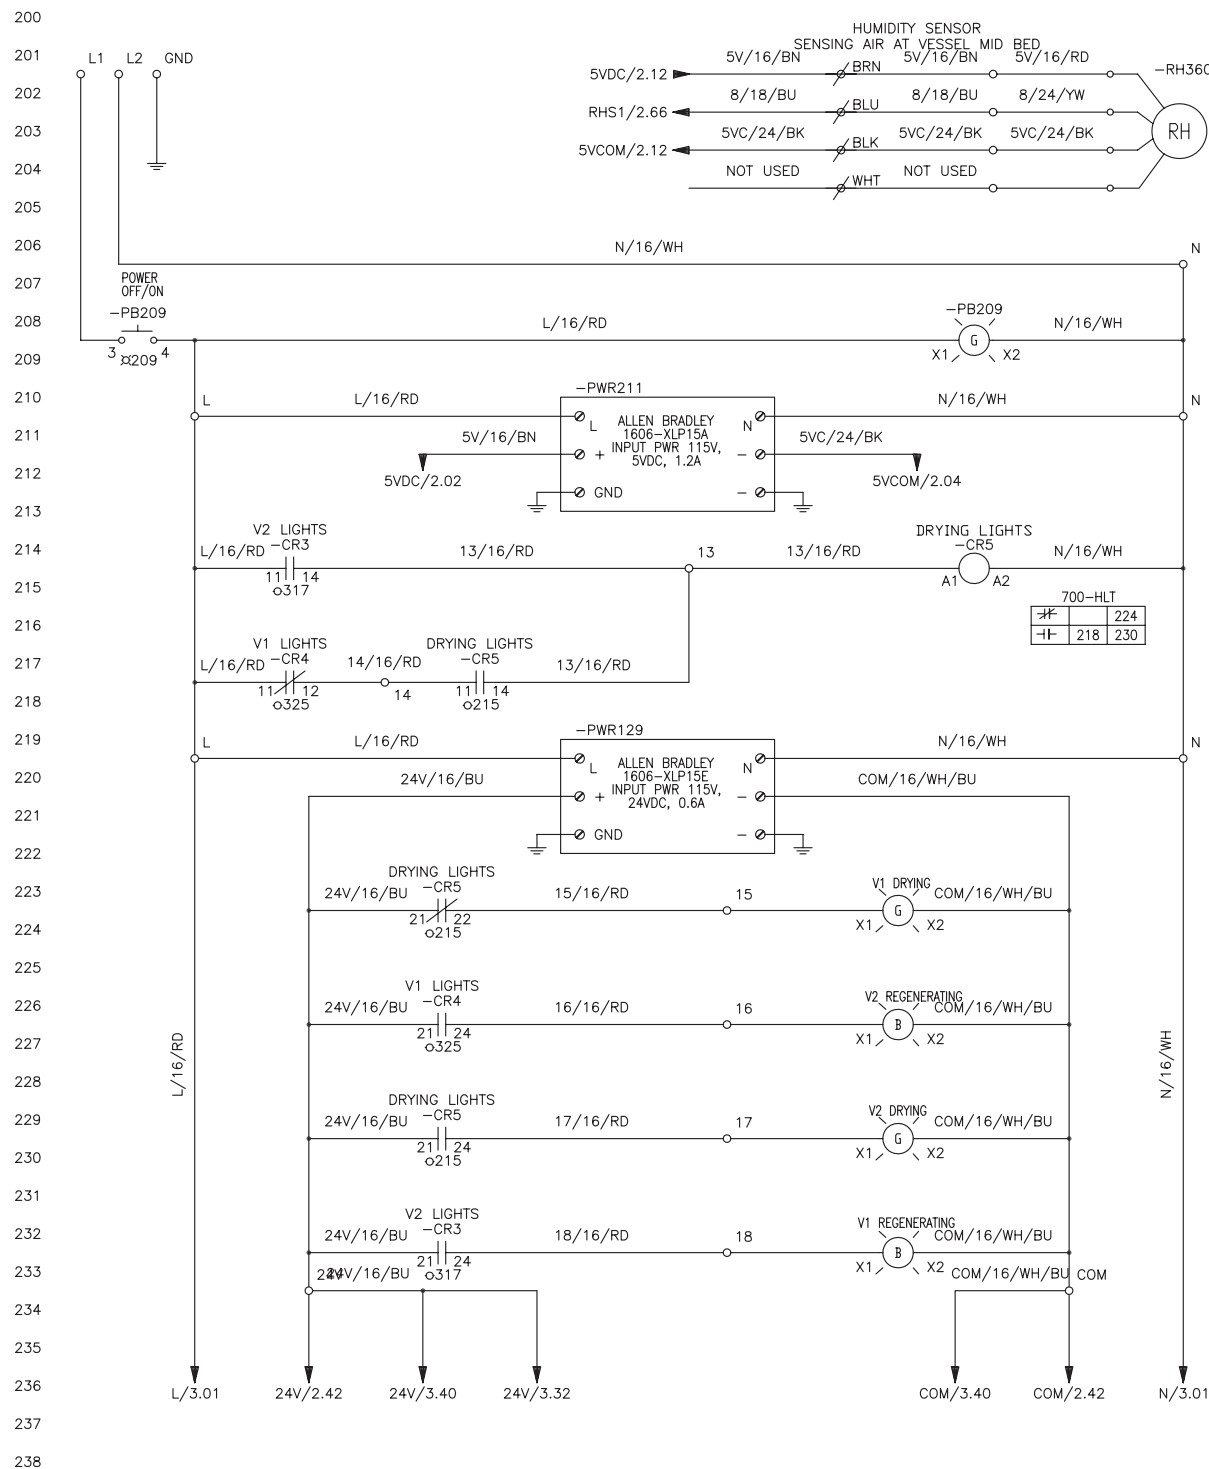 200
HUMIDITY SENSOR
SENSING AIR AT VESSEL MID BED
201
L1 L2 GND
5V/16/BN 5V/16/BN 5V/16/RD
5VDC/2.12 BRN -RH360
202
8/18/BU 8/18/BU 8/24/YW
RHS1/2.66 BLU
203
5VC/24/BK 5VC/24/BK 5VC/24/BK
RH
5VCOM/2.12 BLK
204
NOT USED NOT USED
WHT
205
206
N/16/WH N
207
POWER
OFF/ON
208
-PB209 L/16/RD -PB209 N/16/WH
G
3 4 X1 X2
209
209
210
-PWR211
L L/16/RD N/16/WH N
L ALLEN BRADLEY N
211
1606-XLP15A
5V/16/BN INPUT PWR 115V, 5VC/24/BK
+ 5VDC, 1.2A -
212
5VDC/2.02 5VCOM/2.04
GND -
213
V2 LIGHTS DRYING LIGHTS
214
-CR3 -CR5
L/16/RD 13/16/RD 13 13/16/RD N/16/WH
11 14 A1 A2
215
317
700-HLT
216
224
218 230
V1 LIGHTS DRYING LIGHTS
217
-CR4 -CR5
L/16/RD 14/16/RD 13/16/RD
11 12 14 11 14
218
325 215
219
-PWR129
L L/16/RD N/16/WH N
L ALLEN BRADLEY N
220
1606-XLP15E
24V/16/BU INPUT PWR 115V, COM/16/WH/BU
+ 24VDC, 0.6A -
221
GND -
222
DRYING LIGHTS
223
-CR5 V1 DRYING
24V/16/BU 15/16/RD 15 COM/16/WH/BU
G
21 22 X1 X2
224
215
225
V1 LIGHTS
226
-CR4 V2 REGENERATING
24V/16/BU 16/16/RD 16 COM/16/WH/BU
B
21 24 X1 X2
227
325
228
L/16/RD
N/16/WH
DRYING LIGHTS
229
-CR5 V2 DRYING
24V/16/BU 17/16/RD 17 COM/16/WH/BU
G
21 24 X1 X2
230
215
231
V2 LIGHTS
232
-CR3 V1 REGENERATING
24V/16/BU 18/16/RD 18 COM/16/WH/BU
B
21 24 X1 X2
233
24V 24V/16/BU 317 COM/16/WH/BU COM
234
235
236
L/3.01 24V/2.42 24V/3.40 24V/3.32 COM/3.40 COM/2.42 N/3.01
237
238